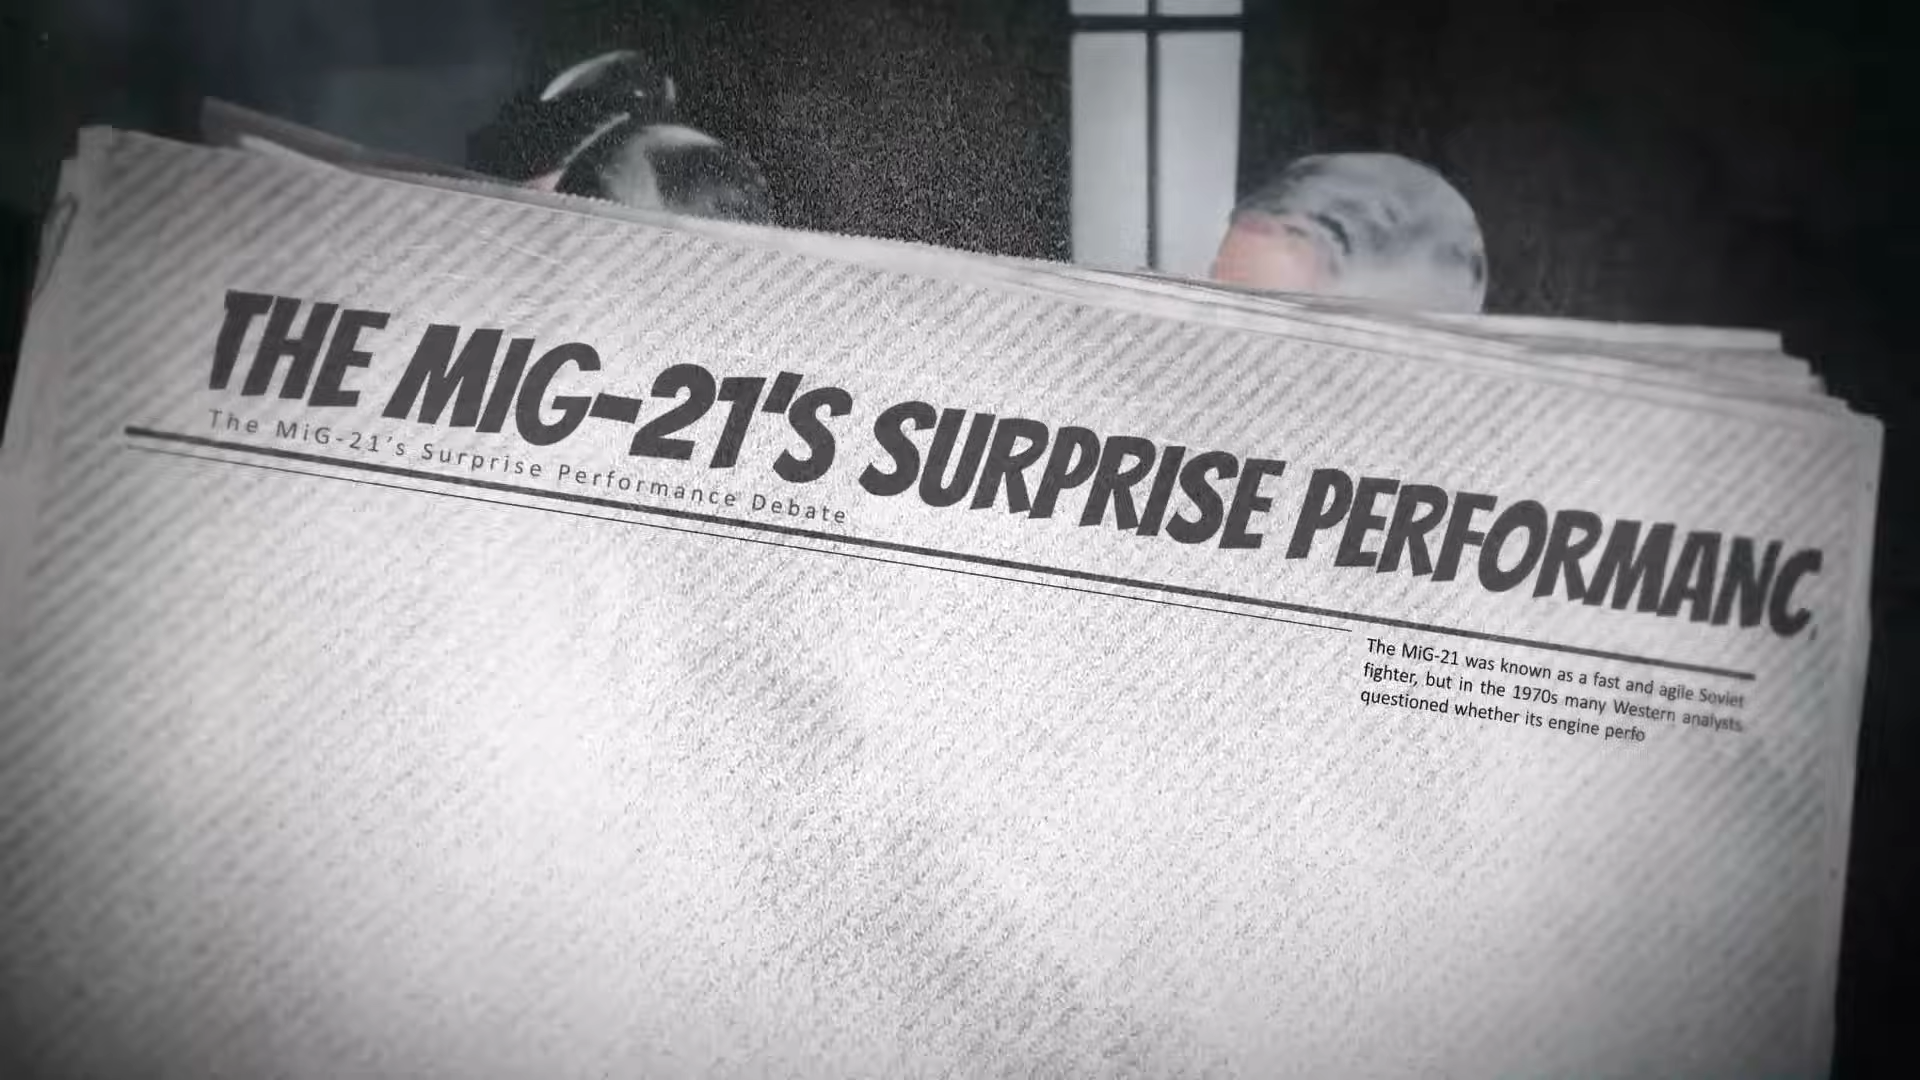 THE MiG-21'S SURPRISE PERFORMANC
The MiG-21's Surprise Performance Debate
The MiG-21 was known as a fast and agile Soviet
fighter, but in the 1970s many Western analysts
questioned whether its engine perfo